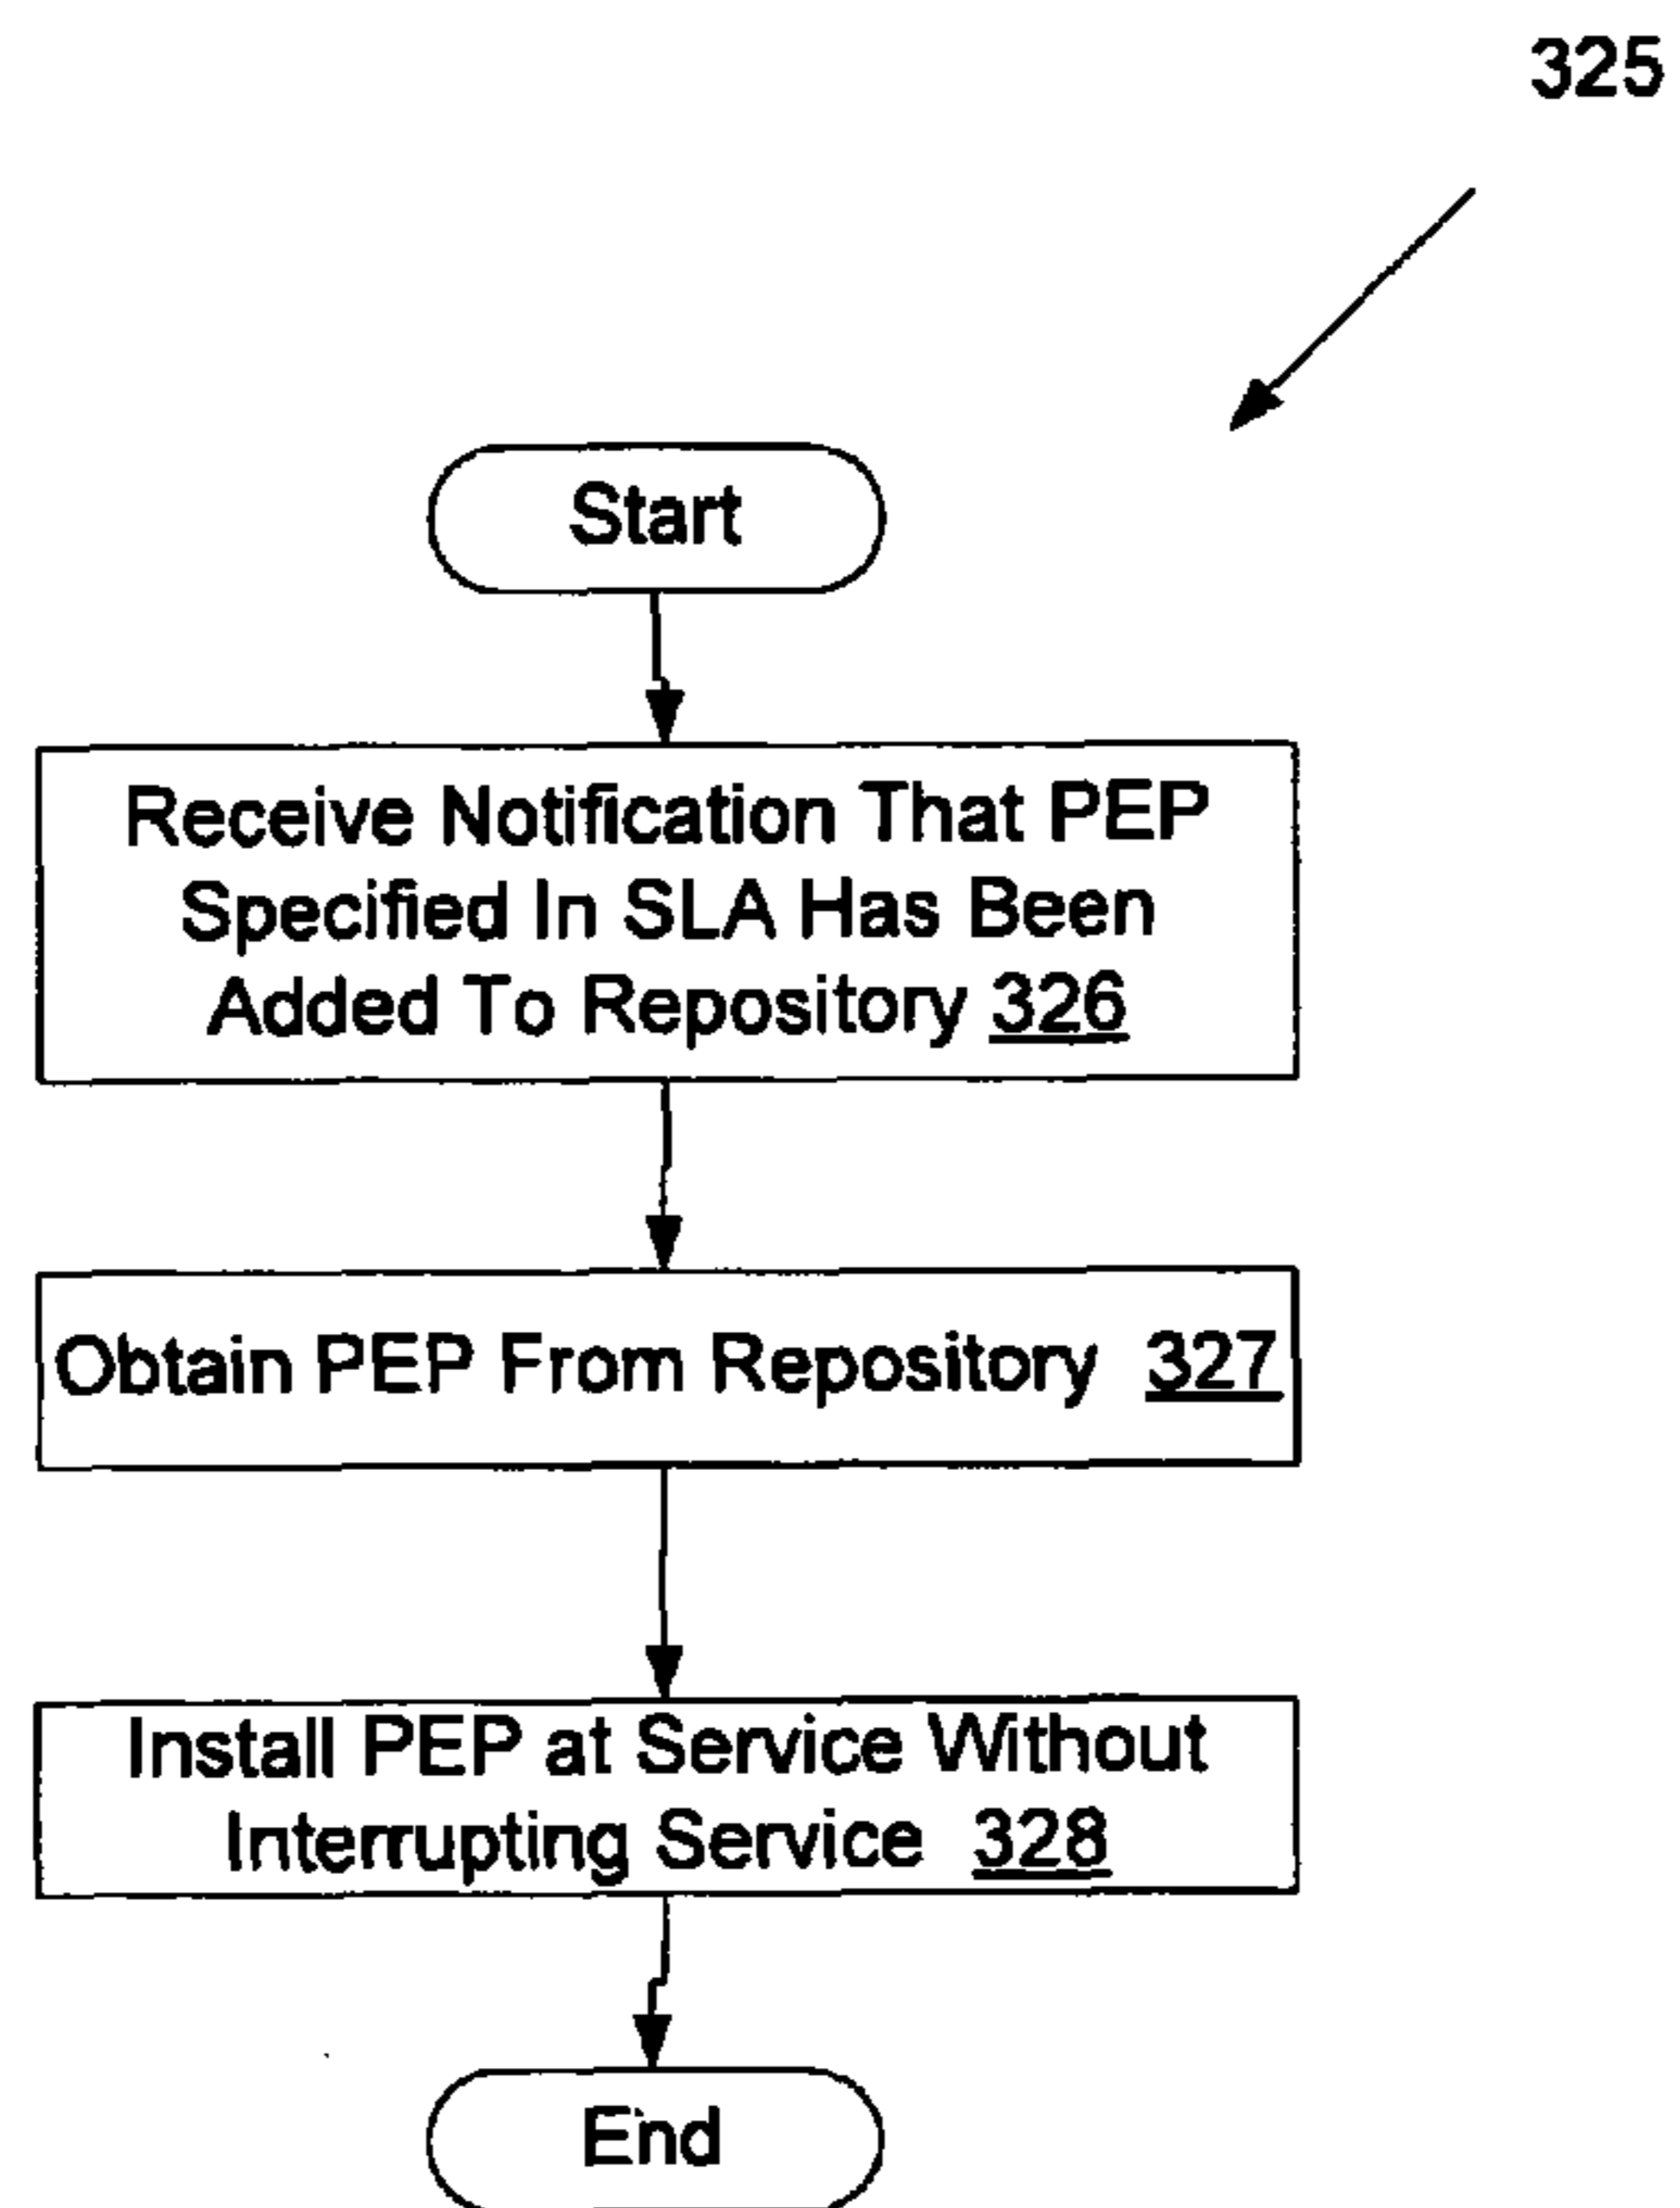 325
Start
Receive Notification That PEP
Specified In SLA Has Been
Added To Repository 326
Obtain PEP From Repository 327
Install PEP at Service Without
Interrupting Service 328
End